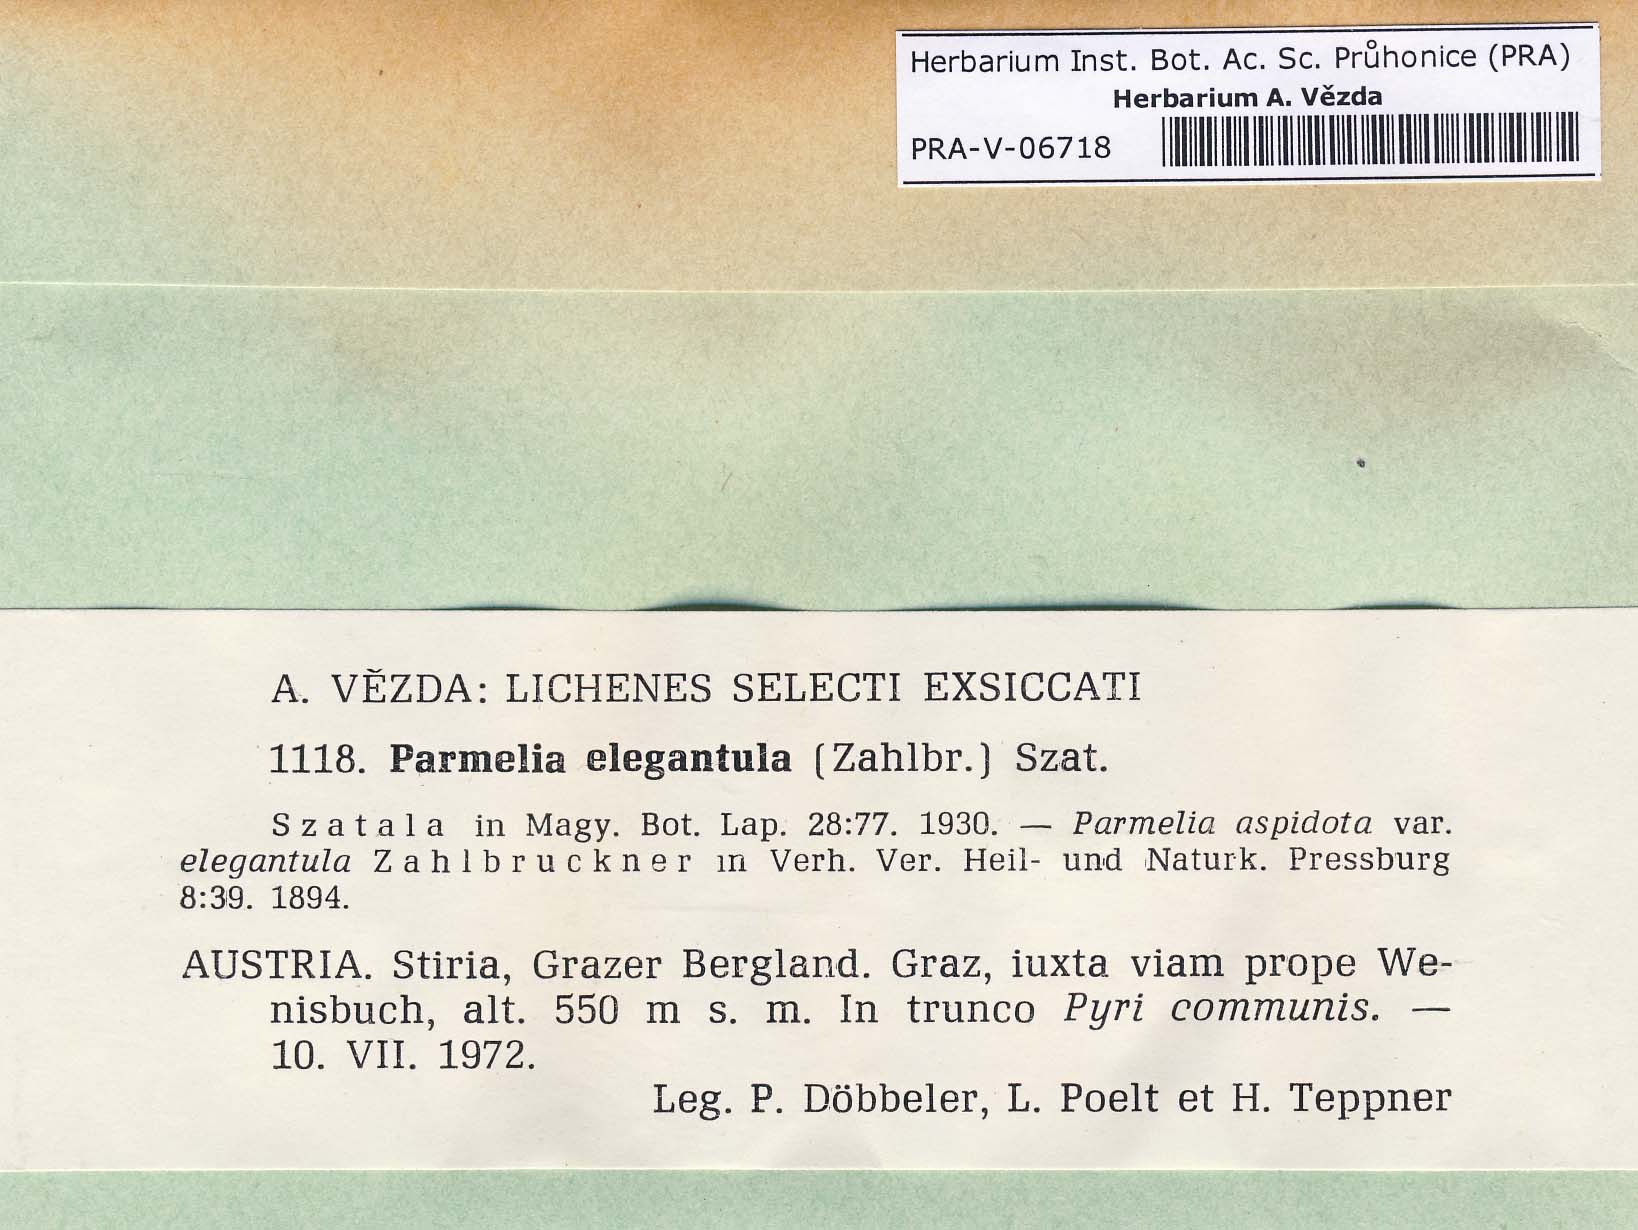 Herbarium Inst. Bot. Ac. Sc. Průhonice (PRA)
Herbarium A. Vězda
PRA-V-06718
A. VĚZDA: LICHENES SELECTI EXSICCATI
1118. Parmelia elegantula (Zahlbr.) Szat.
Szatala in Magy. Bot. Lap. 28:77. 1930. — Parmelia aspidota var.
elegantula Zahlbruckner in Verh. Ver. Heil- und Naturk. Pressburg
8:39. 1894.
AUSTRIA. Stiria, Grazer Bergland. Graz, iuxta viam prope We-
nisbuch, alt. 550 m s. m. In trunco Pyri communis. —
10. VII. 1972.
Leg. P. Döbbeler, L. Poelt et H. Teppner